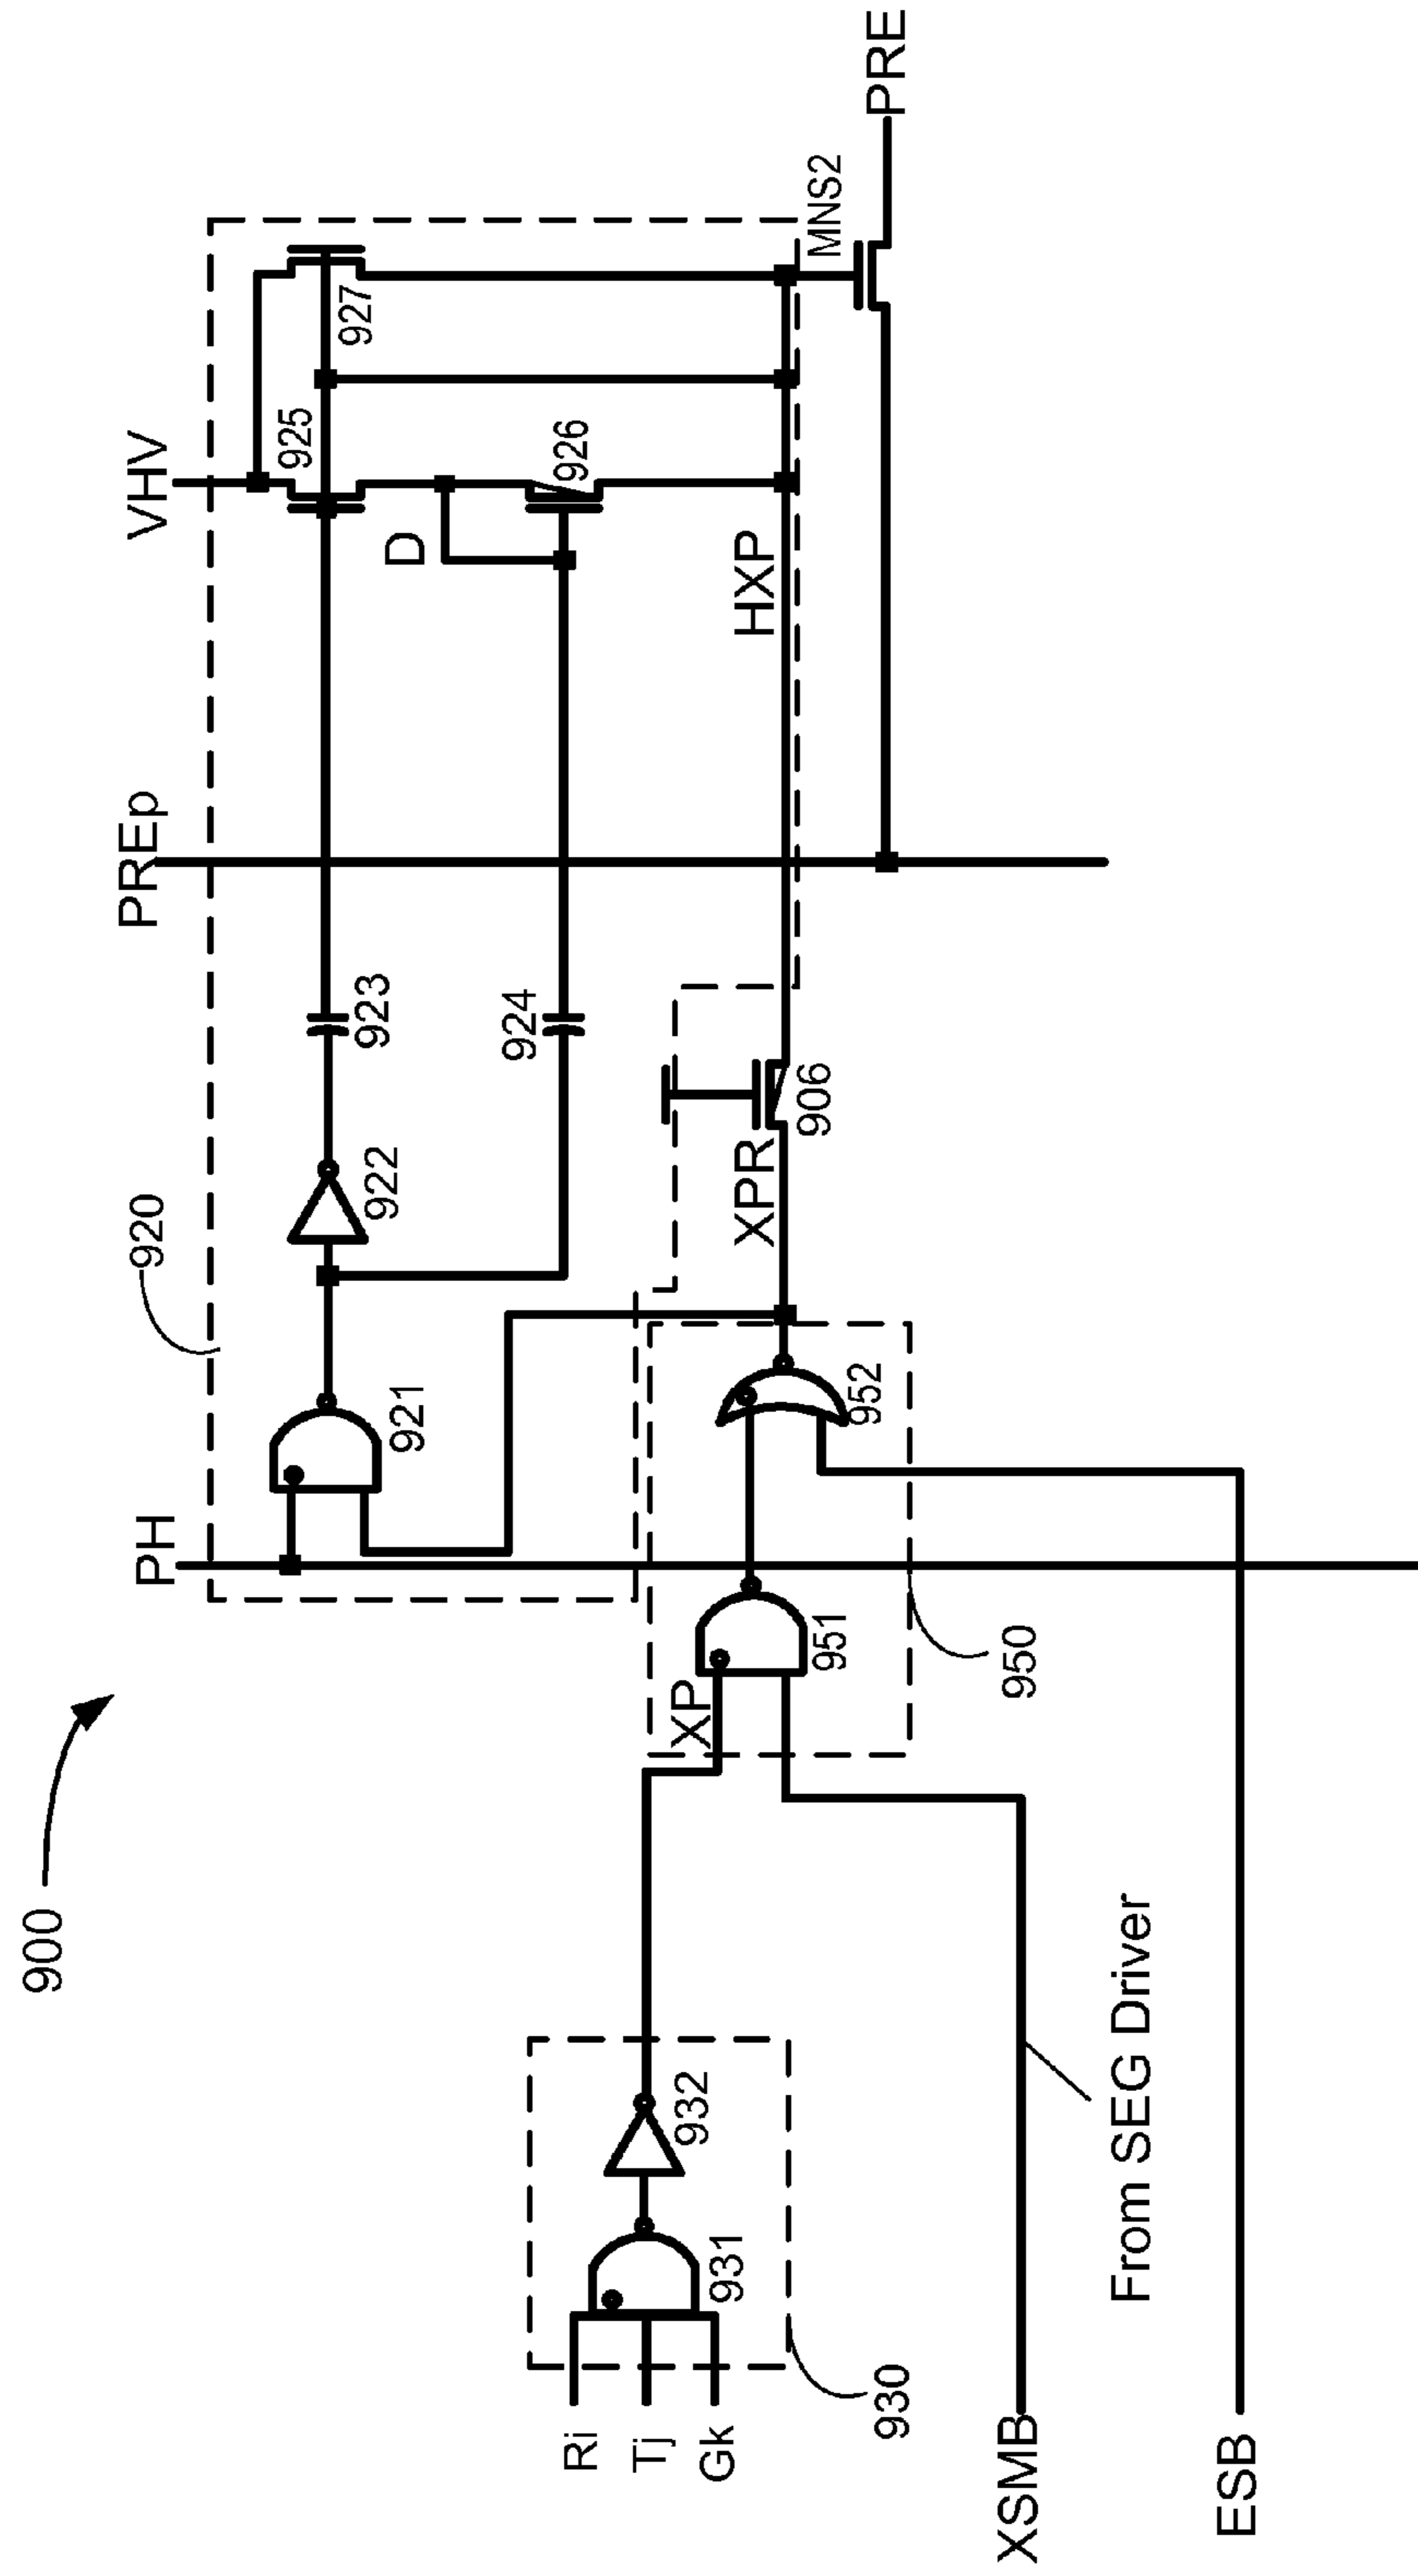 900
920
PH
PREp
VHV
921
922
923
924
925
926
927
D
HXP
XPR
906
MNS2
PRE
XP
951
952
950
Ri
Tj
Gk
931
932
930
XSMB
From SEG Driver
ESB